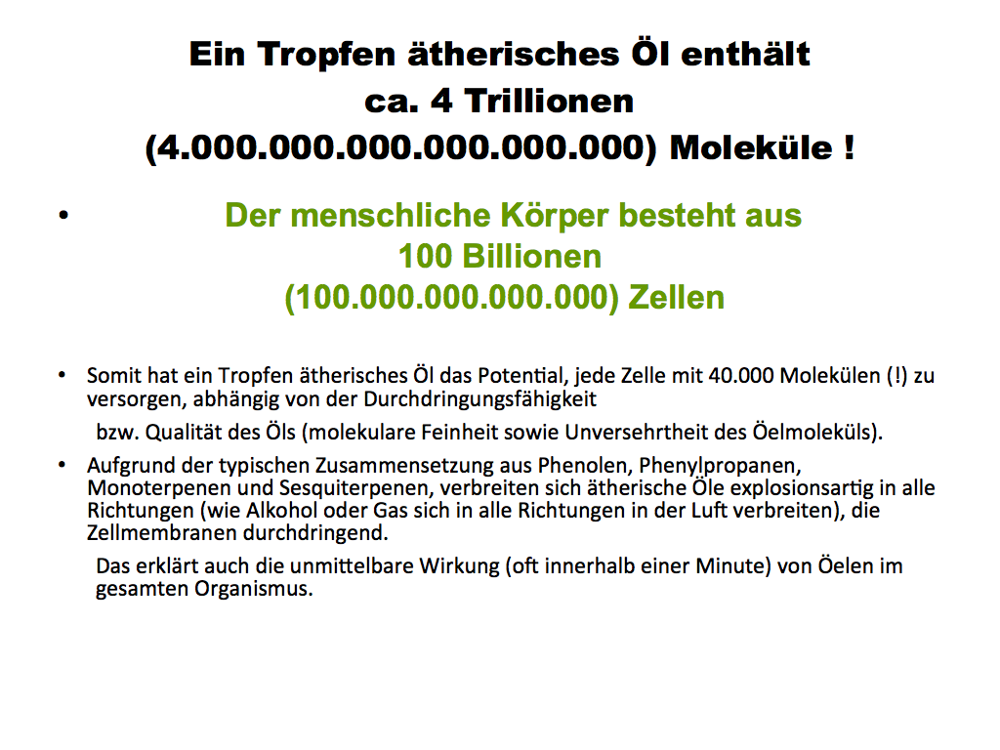 Ein Tropfen ätherisches Öl enthält
ca. 4 Trillionen
(4.000.000.000.000.000.000) Moleküle !
• Der menschliche Körper besteht aus
100 Billionen
(100.000.000.000.000) Zellen
• Somit hat ein Tropfen ätherisches Öl das Potential, jede Zelle mit 40.000 Molekülen (!) zu
versorgen, abhängig von der Durchdringungsfähigkeit
bzw. Qualität des Öls (molekulare Feinheit sowie Unversehrtheit des Öelmoleküls).
• Aufgrund der typischen Zusammensetzung aus Phenolen, Phenylpropanen,
Monoterpenen und Sesquiterpenen, verbreiten sich ätherische Öle explosionsartig in alle
Richtungen (wie Alkohol oder Gas sich in alle Richtungen in der Luft verbreiten), die
Zellmembranen durchdringend.
Das erklärt auch die unmittelbare Wirkung (oft innerhalb einer Minute) von Öelen im
gesamten Organismus.